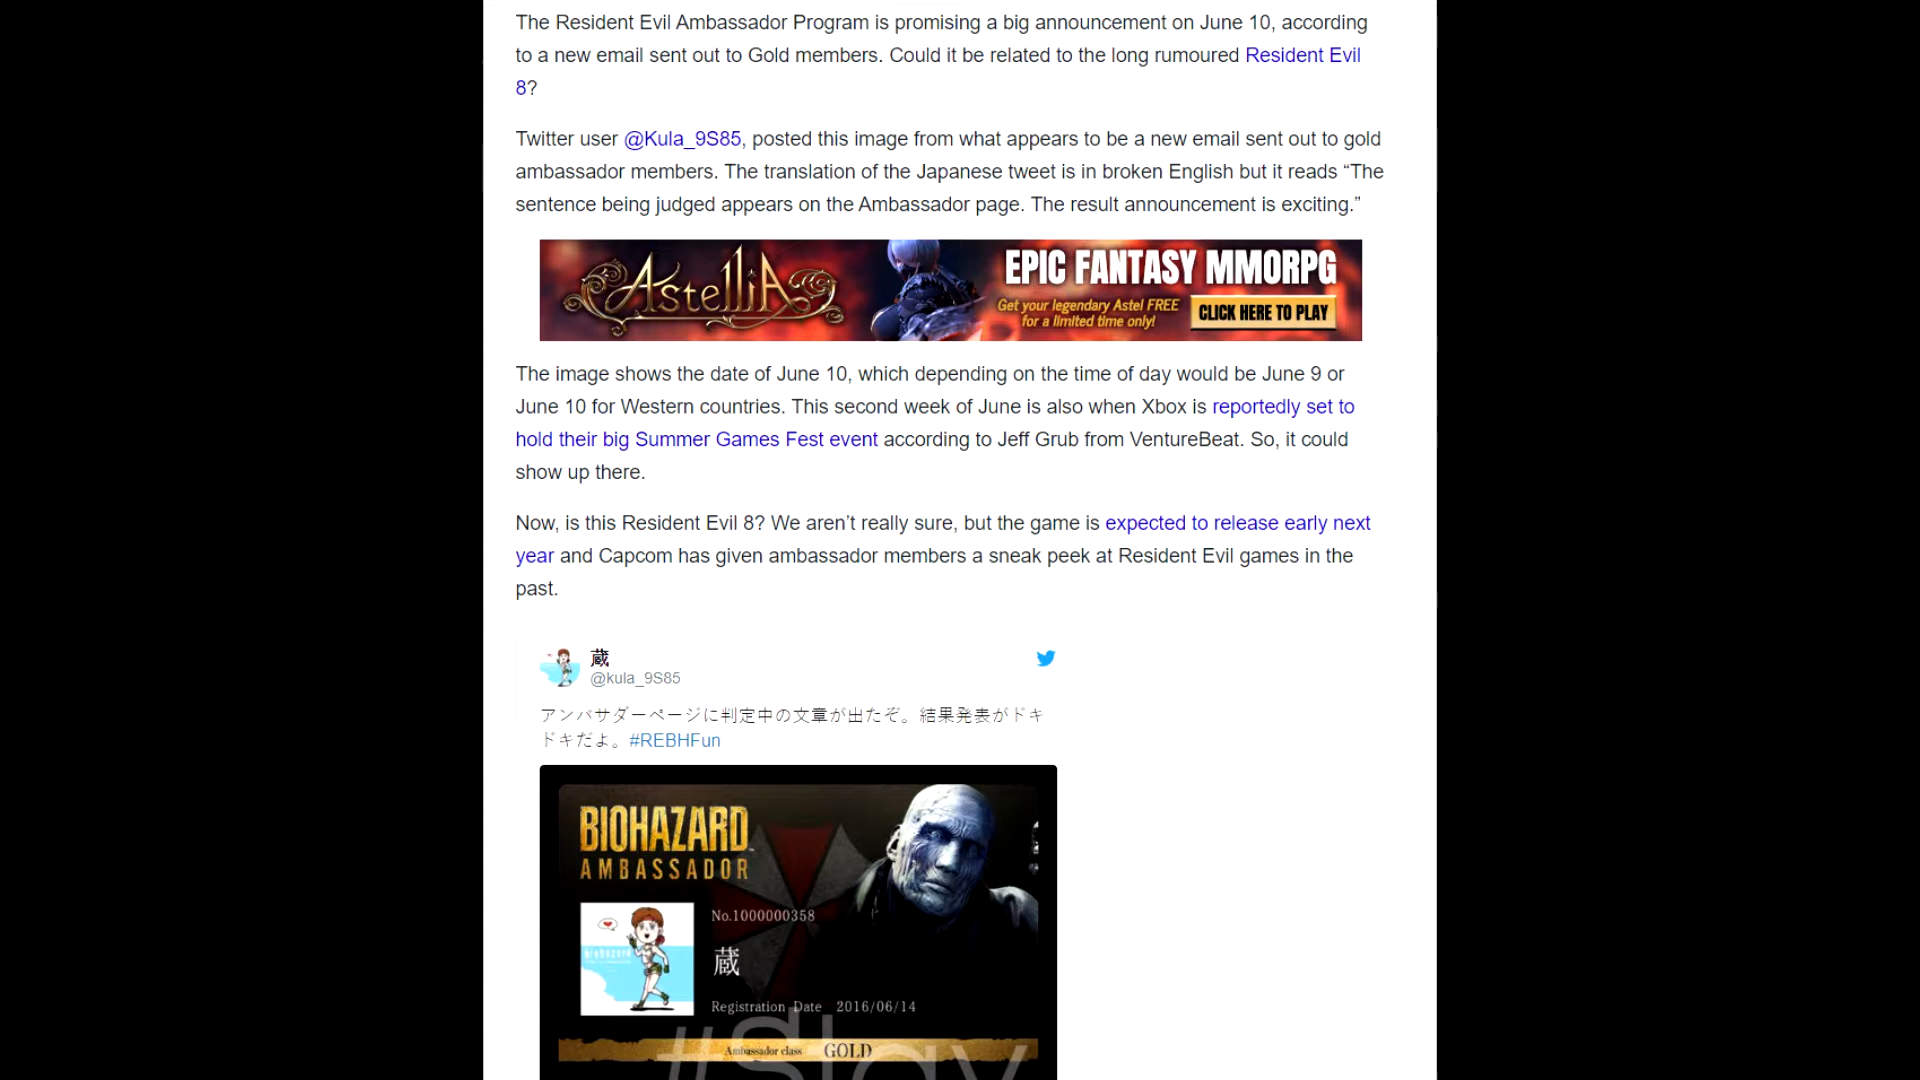 The Resident Evil Ambassador Program is promising a big announcement on June 10, according
to a new email sent out to Gold members. Could it be related to the long rumoured Resident Evil
8?
Twitter user @Kula_9S85, posted this image from what appears to be a new email sent out to gold
ambassador members. The translation of the Japanese tweet is in broken English but it reads “The
sentence being judged appears on the Ambassador page. The result announcement is exciting.”
AstelliA
EPIC FANTASY MMORPG
Get your legendary Astel FREE
for a limited time only!
CLICK HERE TO PLAY
The image shows the date of June 10, which depending on the time of day would be June 9 or
June 10 for Western countries. This second week of June is also when Xbox is reportedly set to
hold their big Summer Games Fest event according to Jeff Grub from VentureBeat. So, it could
show up there.
Now, is this Resident Evil 8? We aren’t really sure, but the game is expected to release early next
year and Capcom has given ambassador members a sneak peek at Resident Evil games in the
past.
蔵
@kula_9S85
アンバサダーページに判定中の文章が出たぞ。結果発表がドキ
ドキだよ。#REBHFun
BIOHAZARD
AMBASSADOR
No.1000000358
biohazard
蔵
Registration Date 2016/06/14
Ambassador class GOLD